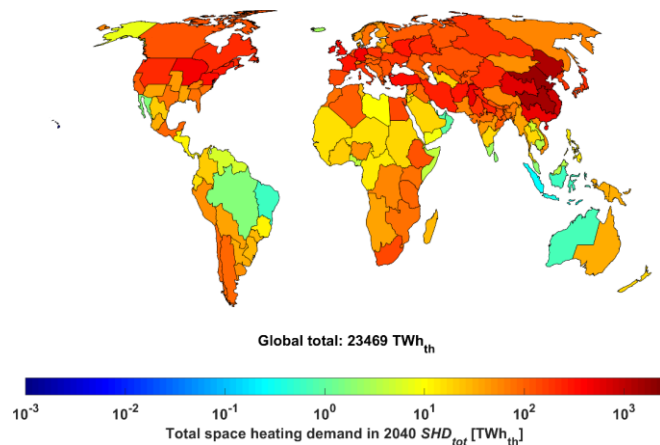 Global total: 23469 TWh_th
10^-3 10^-2 10^-1 10^0 10^1 10^2 10^3
Total space heating demand in 2040 SHD_tot [TWh_th]